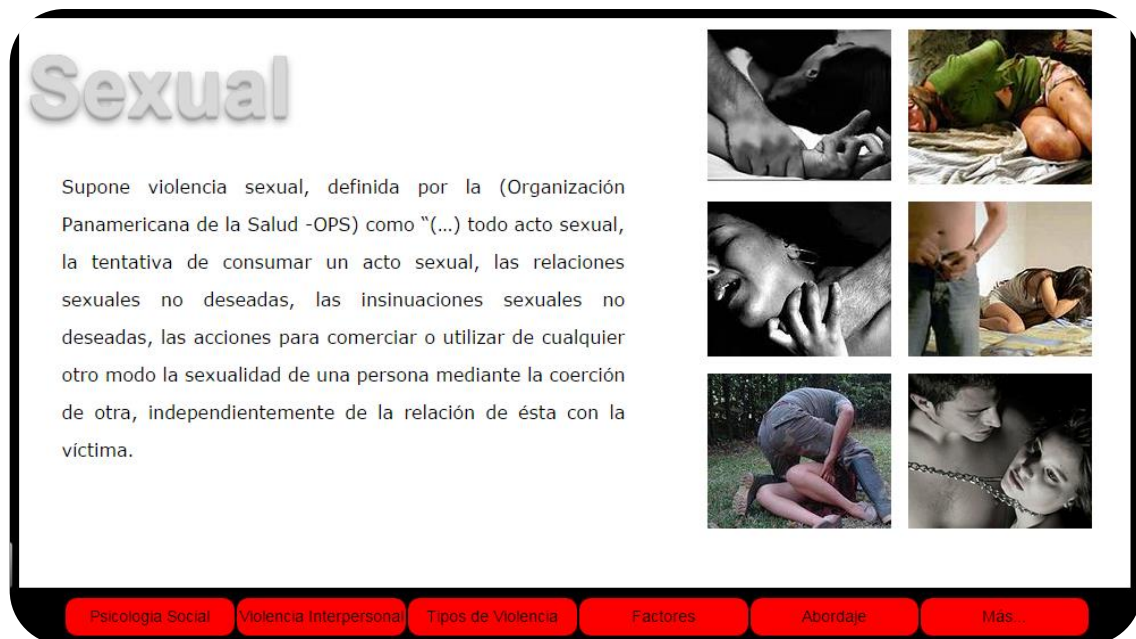 Sexual
Supone violencia sexual, definida por la (Organización
Panamericana de la Salud -OPS) como “(...) todo acto sexual,
la tentativa de consumar un acto sexual, las relaciones
sexuales no deseadas, las insinuaciones sexuales no
deseadas, las acciones para comerciar o utilizar de cualquier
otro modo la sexualidad de una persona mediante la coerción
de otra, independientemente de la relación de ésta con la
víctima.
Psicologia Social
Violencia Interpersonal
Tipos de Violencia
Factores
Abordaje
Más...